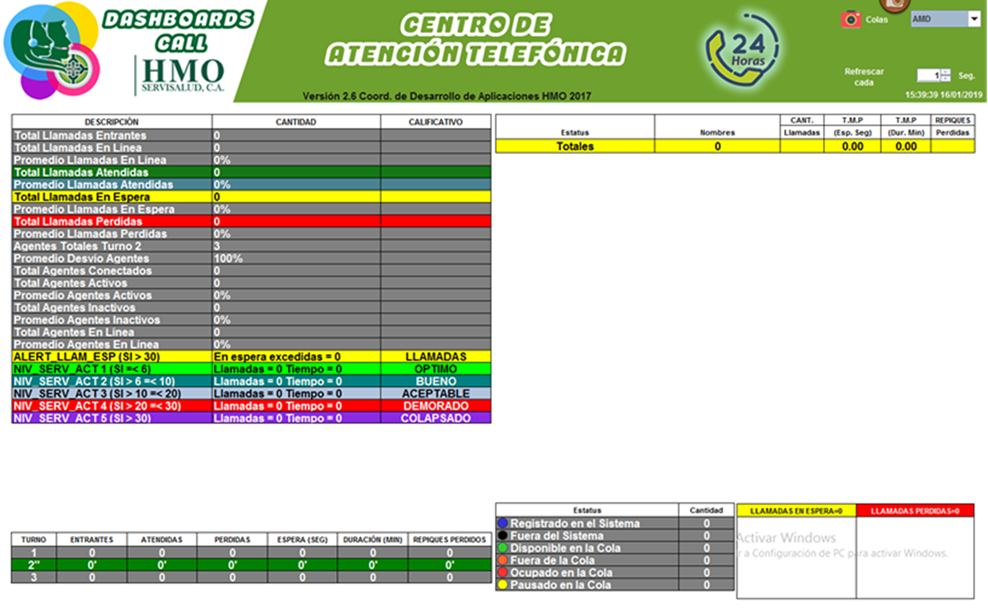 DASHBOARDS
CALL
HMO
SERVISALUD, C.A.
CENTRO DE
ATENCIÓN TELEFÓNICA
Versión 2.6 Coord. de Desarrollo de Aplicaciones HMO 2017
24
Horas
Colas AMD
Refrescar
cada 1 Seg.
15:39:39 16/01/2019
DESCRIPCIÓN CANTIDAD CALIFICATIVO
Total Llamadas Entrantes 0
Total Llamadas En Linea 0
Promedio Llamadas En Linea 0%
Total Llamadas Atendidas 0
Promedio Llamadas Atendidas 0%
Total Llamadas En Espera 0
Promedio Llamadas En Espera 0%
Total Llamadas Perdidas 0
Promedio Llamadas Perdidas 0%
Agentes Totales Turno 2 3
Promedio Desvio Agentes 100%
Total Agentes Conectados 0
Total Agentes Activos 0
Promedio Agentes Activos 0%
Total Agentes Inactivos 0
Promedio Agentes Inactivos 0%
Total Agentes En Linea 0
Promedio Agentes En Linea 0%
ALERT_LLAM_ESP (SI > 30) En espera excedidas = 0 LLAMADAS
NIV_SERV_ACT 1 (SI =< 6) Llamadas = 0 Tiempo = 0 OPTIMO
NIV_SERV_ACT 2 (SI > 6 =< 10) Llamadas = 0 Tiempo = 0 BUENO
NIV_SERV_ACT 3 (SI > 10 =< 20) Llamadas = 0 Tiempo = 0 ACEPTABLE
NIV_SERV_ACT 4 (SI > 20 =< 30) Llamadas = 0 Tiempo = 0 DEMORADO
NIV_SERV_ACT 5 (SI > 30) Llamadas = 0 Tiempo = 0 COLAPSADO
CANT. T.M.P T.M.P REPIQUES
Estatus Nombres Llamadas (Esp. Seg) (Dur. Min) Perdidas
Totales 0 0.00 0.00
TURNO ENTRANTES ATENDIDAS PERDIDAS ESPERA (SEG) DURACIÓN (MIN) REPIQUES PERDIDOS
1 0 0 0 0 0 0
2" 0' 0' 0' 0' 0' 0'
3 0 0 0 0 0 0
Estatus Cantidad
Registrado en el Sistema 0
Fuera del Sistema 0
Disponible en la Cola 0
Fuera de la Cola 0
Ocupado en la Cola 0
Pausado en la Cola 0
LLAMADAS EN ESPERA=0 LLAMADAS PERDIDAS=0
Activar Windows
r a Configuración de PC para activar Windows.